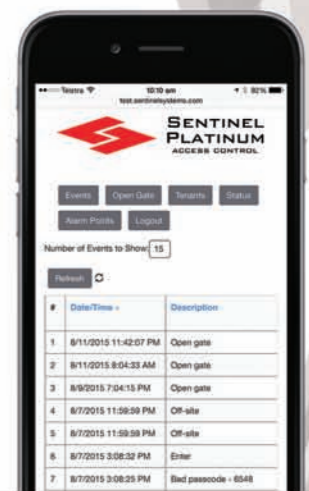 Telstra 10:10 am 82%
test.sentinelsystems.com
SENTINEL
PLATINUM
ACCESS CONTROL
Events Open Gate Tenants Status
Alarm Points Logout
Number of Events to Show: 15
Refresh
# Date/Time Description
1 8/11/2015 11:42:07 PM Open gate
2 8/11/2015 8:04:33 AM Open gate
3 8/9/2015 7:04:15 PM Open gate
4 8/7/2015 11:59:59 PM Off-site
5 8/7/2015 11:59:59 PM Off-site
6 8/7/2015 3:08:32 PM Enter
7 8/7/2015 3:08:25 PM Bad passcode - 6548